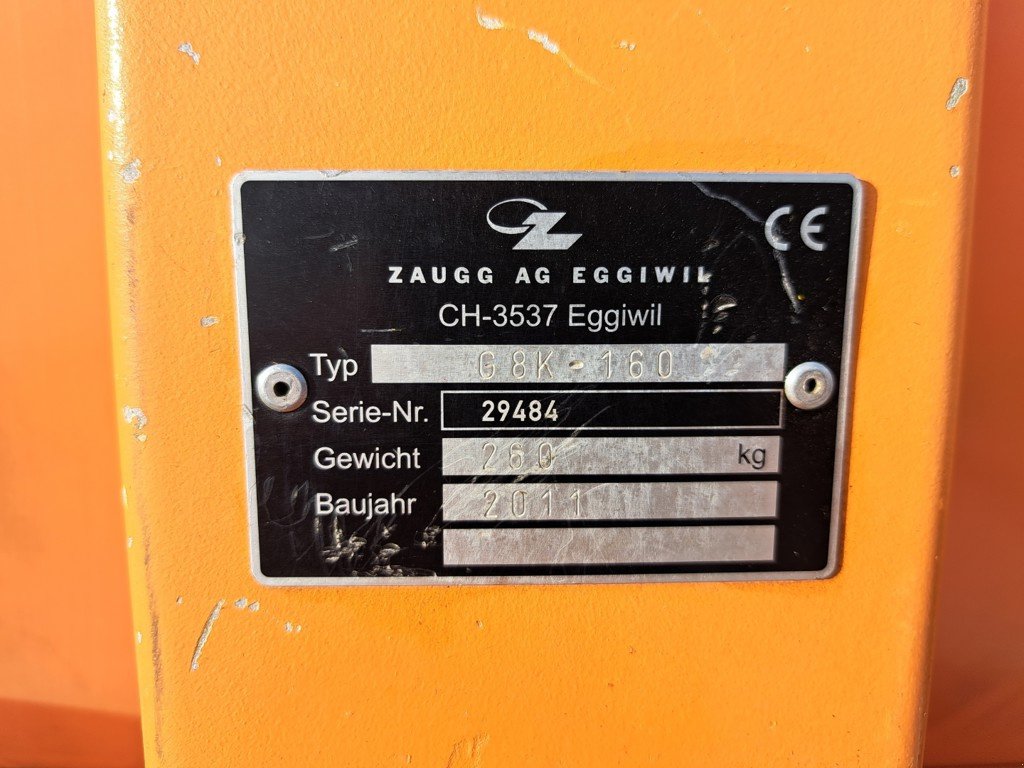 CE
ZAUGG AG EGGIWIL
CH-3537 Eggiwil
Typ G8K-160
Serie-Nr. 29484
Gewicht 260 kg
Baujahr 2011